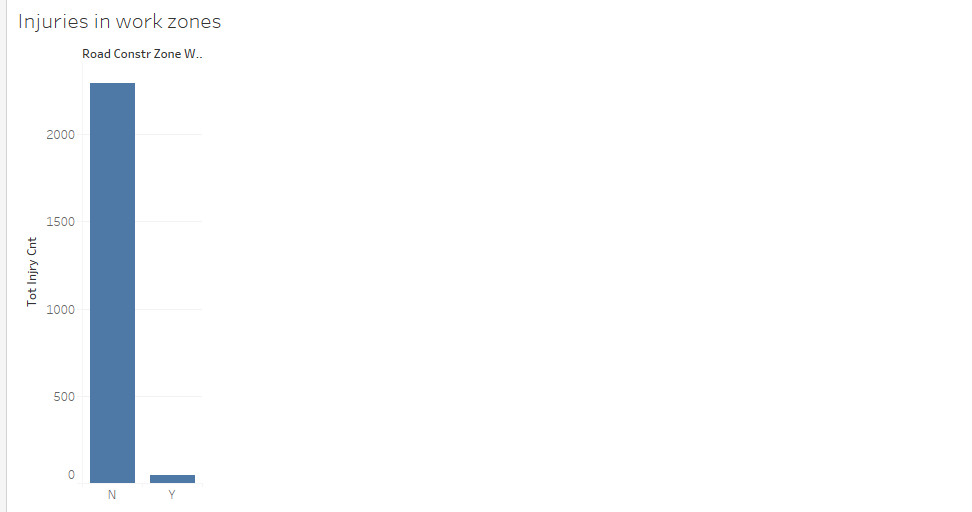 Injuries in work zones
Road Constr Zone W..
2000
1500
1000
500
0
Tot Injry Cnt
N
Y